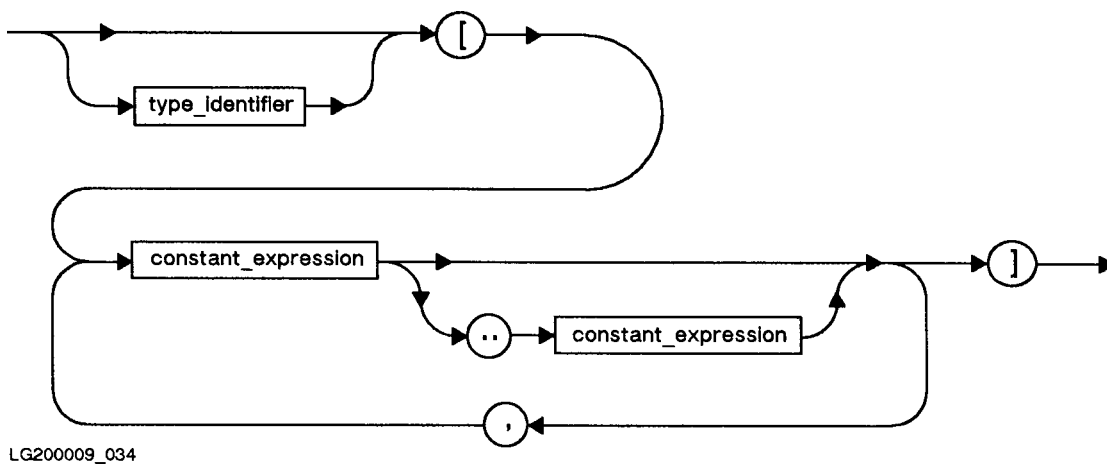 [
type_identifier
constant_expression
]
..
constant_expression
,
LG200009_034